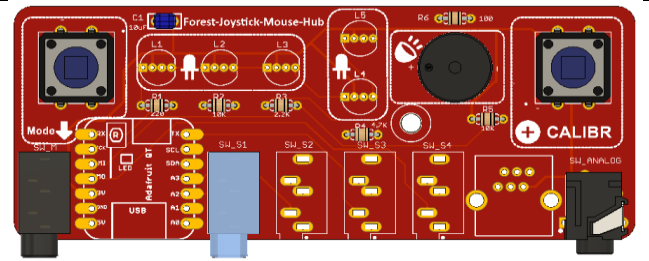 C1
10uF
Forest-Joystick-Mouse-Hub
L5
R6
100
L1
L2
L3
L4
R1
220
R2
10K
R3
2.2K
R4
4.7K
R5
10K
Mode
+ CALIBR
SW_M
RX
TX
R
SCK
SCL
MI
SDA
MO
A3
LED
3V
A2
GND
A1
5V
A0
Adafruit QT
USB
SW_S1
SW_S2
SW_S3
SW_S4
SW_ANALOG